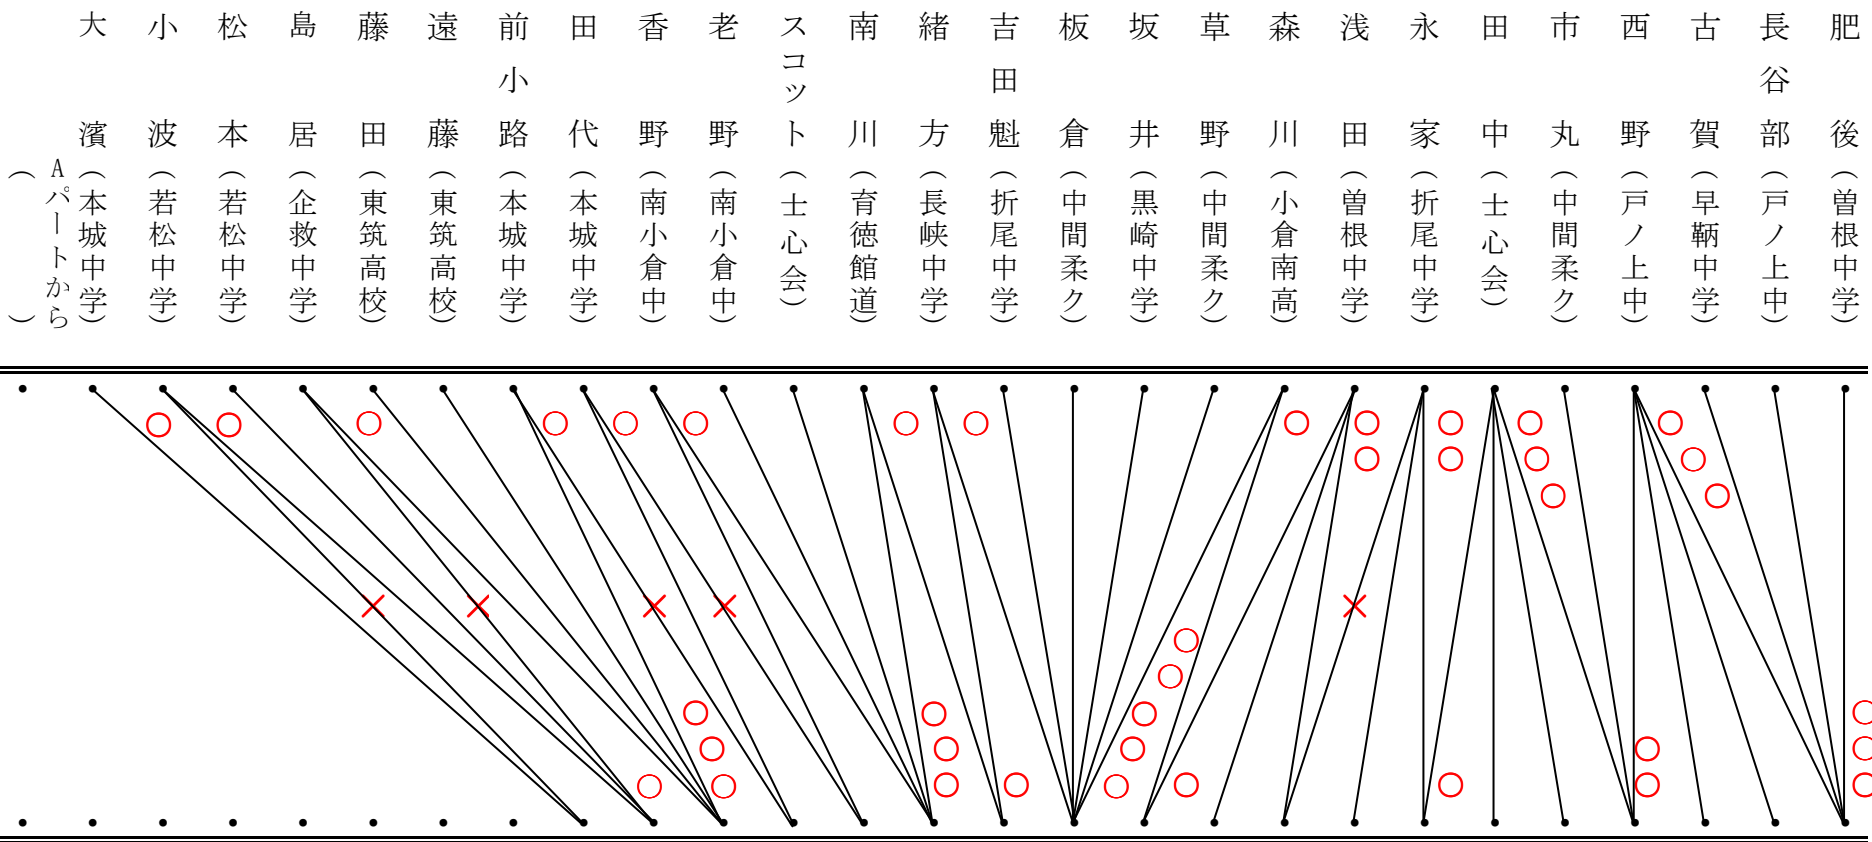 肥後（曽根中学）
長谷部（戸ノ上中）
古賀（早鞆中学）
西野（戸ノ上中）
市丸（中間柔ク）
田中（士心会）
永家（折尾中学）
浅田（曽根中学）
森川（小倉南高）
草野（中間柔ク）
坂井（黒崎中学）
板倉（中間柔ク）
吉田魁（折尾中学）
緒方（長峡中学）
南川（育徳館道）
スコット（士心会）
老野（南小倉中）
香野（南小倉中）
田代（本城中学）
前小路（本城中学）
遠藤（東筑高校）
藤田（東筑高校）
島居（企救中学）
松本（若松中学）
小波（若松中学）
大濱（本城中学）
Aパートから
（　）